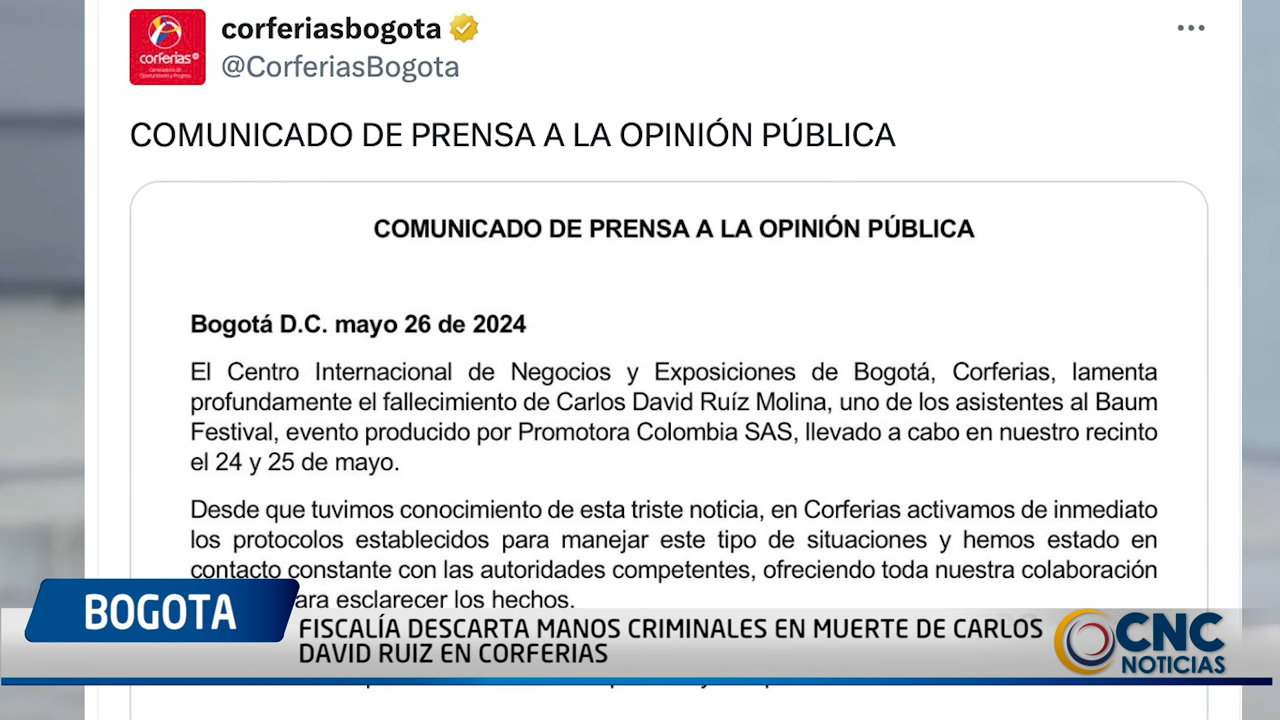 corferiasbogota
@CorferiasBogota
corferias
COMUNICADO DE PRENSA A LA OPINIÓN PÚBLICA
COMUNICADO DE PRENSA A LA OPINIÓN PÚBLICA
Bogotá D.C. mayo 26 de 2024
El Centro Internacional de Negocios y Exposiciones de Bogotá, Corferias, lamenta
profundamente el fallecimiento de Carlos David Ruíz Molina, uno de los asistentes al Baum
Festival, evento producido por Promotora Colombia SAS, llevado a cabo en nuestro recinto
el 24 y 25 de mayo.
Desde que tuvimos conocimiento de esta triste noticia, en Corferias activamos de inmediato
los protocolos establecidos para manejar este tipo de situaciones y hemos estado en
contacto constante con las autoridades competentes, ofreciendo toda nuestra colaboración
esclarecer los hechos.
BOGOTA
FISCALÍA DESCARTA MANOS CRIMINALES EN MUERTE DE CARLOS
DAVID RUIZ EN CORFERIAS
CNC
NOTICIAS